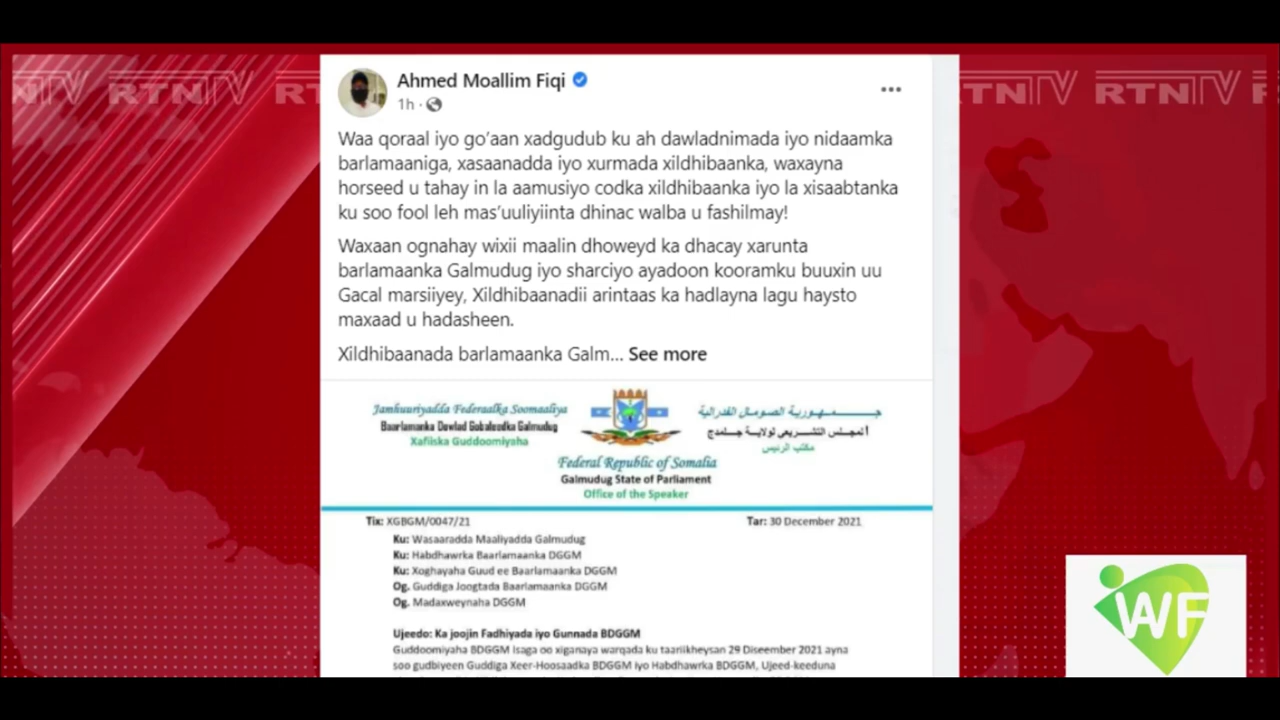 RTNTV RTNTV RT
TNTV RTNTV R
Ahmed Moallim Fiqi
1h ·
Waa qoraal iyo go'aan xadgudub ku ah dawladnimada iyo nidaamka
barlamaaniga, xasaanadda iyo xurmada xildhibaanka, waxayna
horseed u tahay in la aamusiyo codka xildhibaanka iyo la xisaabtanka
ku soo fool leh mas'uuliyiinta dhinac walba u fashilmay!
Waxaan ognahay wixii maalin dhoweyd ka dhacay xarunta
barlamaanka Galmudug iyo sharciyo ayadoon kooramku buuxin uu
Gacal marsiiyey, Xildhibaanadii arintaas ka hadlayna lagu haysto
maxaad u hadasheen.
Xildhibaanada barlamaanka Galm... See more
Jamhuuriyadda Federaalka Soomaaliya
Baarlamanka Dowlad Gobaleedka Galmudug
Xafiiska Guddoomiyaha
جـــمـــهـورية الصومـال الفدرالية
المجلس التشريعي لولاية جلمدج
مكتب الرئيس
Federal Republic of Somalia
Galmudug State of Parliament
Office of the Speaker
Tix: XGBGM/0047/21
Tar: 30 December 2021
Ku: Wasaaradda Maaliyadda Galmudug
Ku: Habdhawrka Baarlamaanka DGGM
Ku: Xoghayaha Guud ee Baarlamaanka DGGM
Og. Guddiga Joogtada Baarlamaanka DGGM
Og. Madaxweynaha DGGM
Ujeedo: Ka joojin Fadhiyada iyo Gunnada BDGGM
Guddoomiyaha BDGGM Isaga oo xiganaya warqada ku taariikheysan 29 Diseember 2021 ayna
soo gudbiyeen Guddiga Xeer-Hoosaadka BDGGM iyo Habdhawrka BDGGM, Ujeed-keeduna
WF